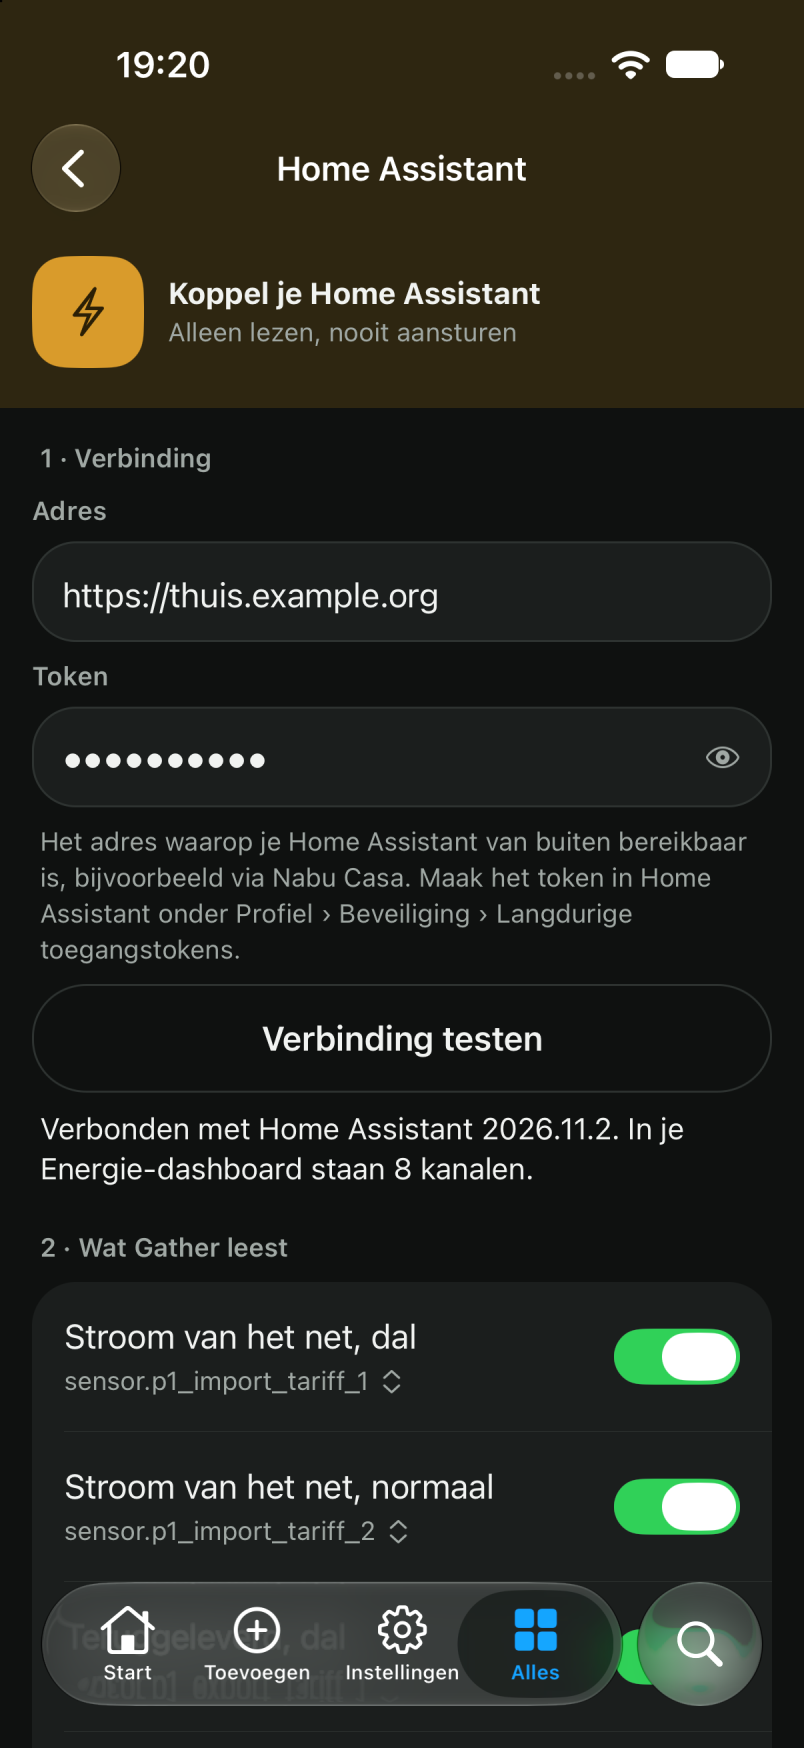 19:20
Home Assistant
Koppel je Home Assistant
Alleen lezen, nooit aansturen
1 · Verbinding
Adres
https://thuis.example.org
Token
Het adres waarop je Home Assistant van buiten bereikbaar
is, bijvoorbeeld via Nabu Casa. Maak het token in Home
Assistant onder Profiel › Beveiliging › Langdurige
toegangstokens.
Verbinding testen
Verbonden met Home Assistant 2026.11.2. In je
Energie-dashboard staan 8 kanalen.
2 · Wat Gather leest
Stroom van het net, dal
sensor.p1_import_tariff_1
Stroom van het net, normaal
sensor.p1_import_tariff_2
Teruggeleverd, dal
Start
Toevoegen
Instellingen
Alles